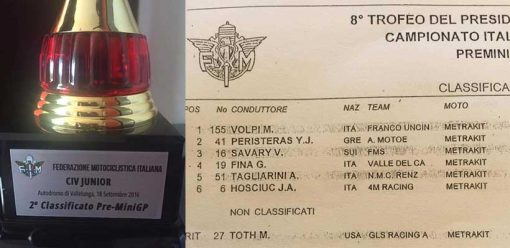 FEDERAZIONE MOTOCICLISTICA ITALIANA
CIV JUNIOR
Autodromo di Vallelunga, 18 Settembre 2016
2° Classificato Pre-MiniGP
FMI
8° TROFEO DEL PRESID
CAMPIONATO ITAL
PREMINI
CLASSIFICA
POS No CONDUTTORE NAZ TEAM MOTO
1 155 VOLPI M. ITA FRANCO UNCIN METRAKIT
2 41 PERISTERAS Y.J. GRE A. MOTOE METRAKIT
3 16 SAVARY V. SUI FMS METRAKIT
4 19 FINA G. ITA VALLE DEL CA METRAKIT
5 51 TAGLIARINI A. ITA N.M.C. RENZ METRAKIT
6 6 HOSCIUC J.A. ITA 4M RACING METRAKIT
NON CLASSIFICATI
RIT 27 TOTH M. USA GLS RACING A METRAKIT